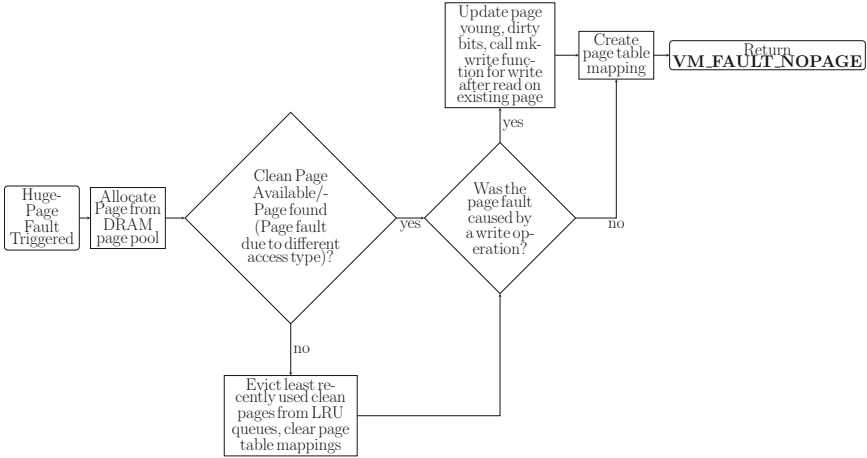 Huge-
Page
Fault
Triggered
Allocate
Page from
DRAM
page pool
Clean Page
Available/-
Page found
(Page fault
due to different
access type)?
yes
no
Evict least re-
cently used clean
pages from LRU
queues, clear page
table mappings
Was the
page fault
caused by
a write op-
eration?
yes
no
Update page
young, dirty
bits, call mk-
write func-
tion for write
after read on
existing page
Create
page table
mapping
Return
VM_FAULT_NOPAGE